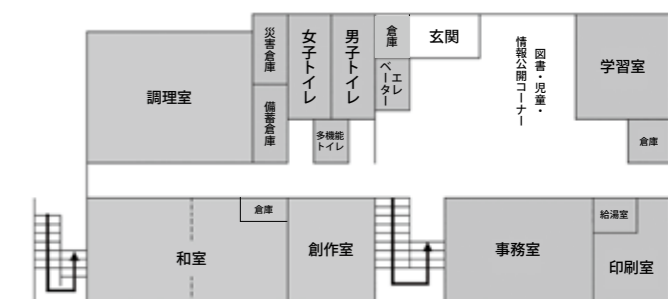 災害倉庫
女子トイレ
男子トイレ
倉庫
玄関
図書・児童・
情報公開コーナー
学習室
調理室
備蓄倉庫
エレ
ベーター
多機能
トイレ
倉庫
倉庫
給湯室
和室
創作室
事務室
印刷室